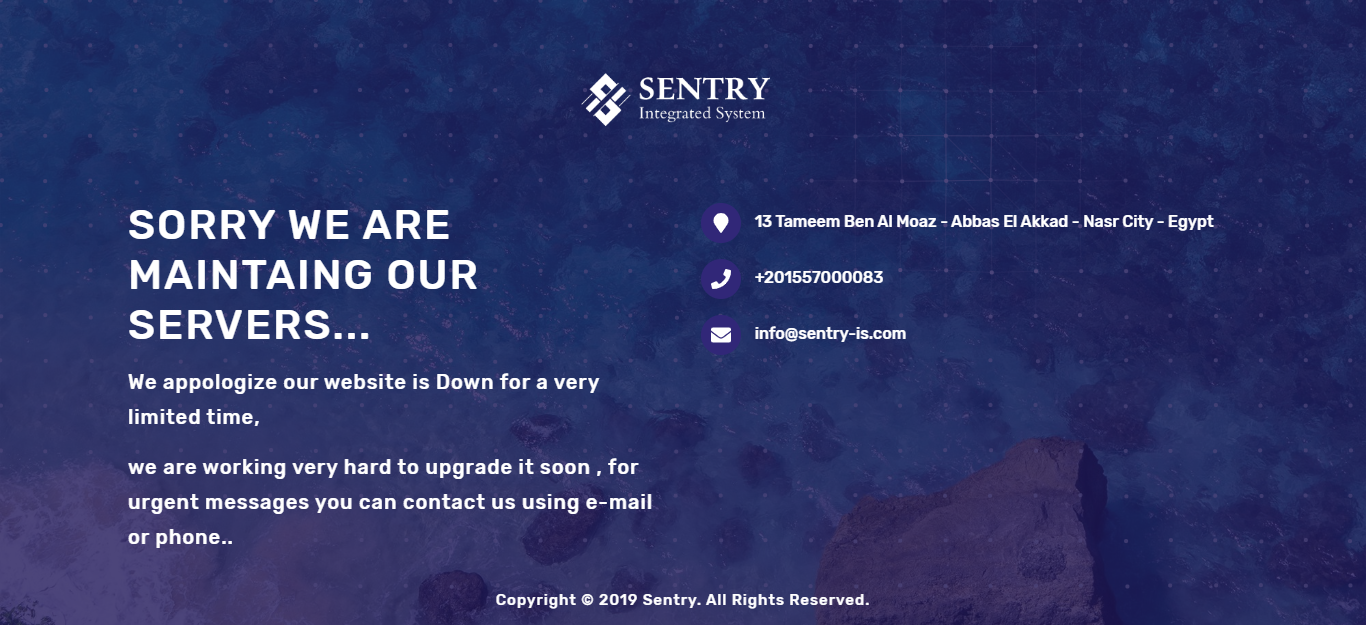 SENTRY
Integrated System
SORRY WE ARE
MAINTAING OUR
SERVERS...
We appologize our website is Down for a very
limited time,
we are working very hard to upgrade it soon , for
urgent messages you can contact us using e-mail
or phone..
13 Tameem Ben Al Moaz - Abbas El Akkad - Nasr City - Egypt
+201557000083
info@sentry-is.com
Copyright © 2019 Sentry. All Rights Reserved.